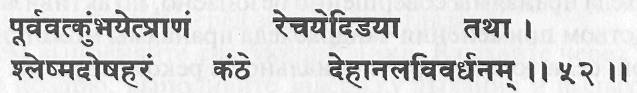 पूर्ववत्कुंभयेत्प्राणं रेचयेदिडया तथा ।
श्लेष्मदोषहरं कंठे देहानलविवर्धनम् ।। ५२ ।।